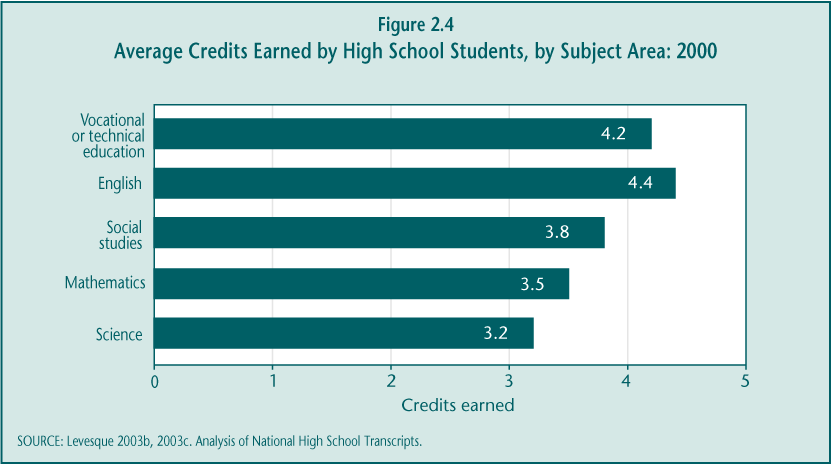 Figure 2.4
Average Credits Earned by High School Students, by Subject Area: 2000
Vocational
or technical
education
4.2
English
4.4
Social
studies
3.8
Mathematics
3.5
Science
3.2
0 1 2 3 4 5
Credits earned
SOURCE: Levesque 2003b, 2003c. Analysis of National High School Transcripts.